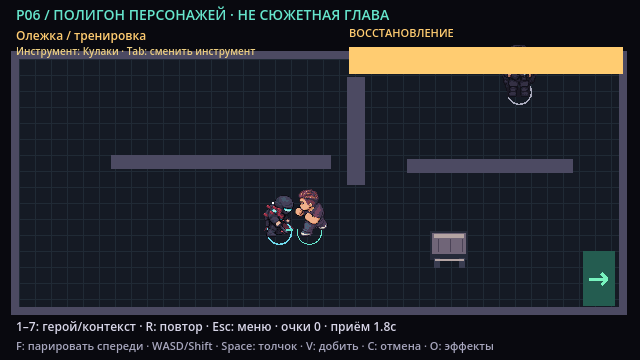 P06 / ПОЛИГОН ПЕРСОНАЖЕЙ · НЕ СЮЖЕТНАЯ ГЛАВА
Олежка / тренировка
ВОССТАНОВЛЕНИЕ
Инструмент: Кулаки · Tab: сменить инструмент
1–7: герой/контекст · R: повтор · Esc: меню · очки 0 · приём 1.8с
F: парировать спереди · WASD/Shift · Space: толчок · V: добить · C: отмена · O: эффекты